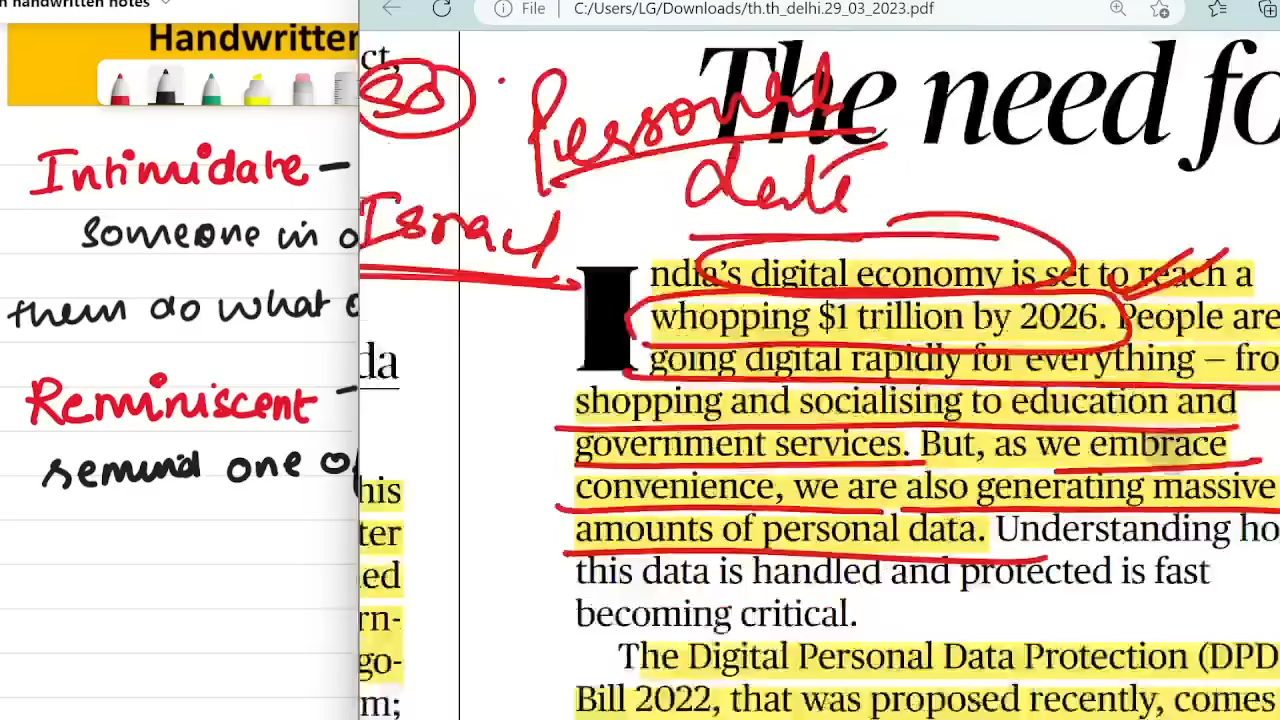 n handwritten notes
Handwritten
Intimidate –
someone in o
them do what o
Reminiscent –
remind one of
File C:/Users/LG/Downloads/th.th_delhi.29_03_2023.pdf
ct,
Personal
data
Israel
da
his
ter
ed
rn-
go-
m;
The need fo
India's digital economy is set to reach a
whopping $1 trillion by 2026. People are
going digital rapidly for everything — fro
shopping and socialising to education and
government services. But, as we embrace
convenience, we are also generating massive
amounts of personal data. Understanding ho
this data is handled and protected is fast
becoming critical.
The Digital Personal Data Protection (DPD
Bill 2022, that was proposed recently, comes